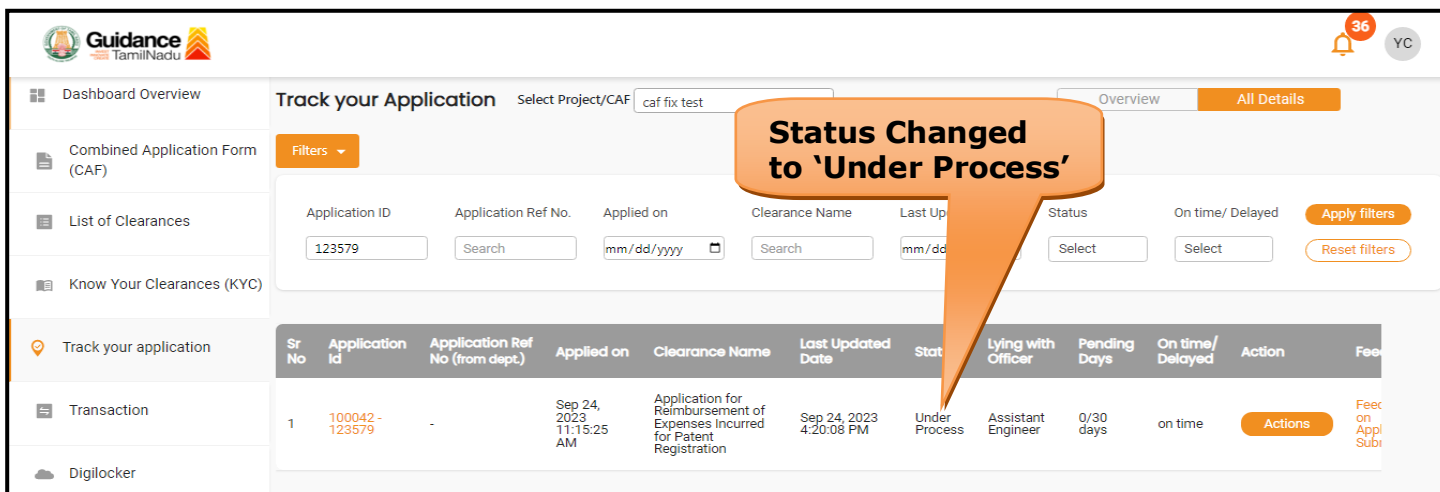 Guidance
TamilNadu
36
YC
Dashboard Overview
Track your Application
Select Project/CAF
caf fix test
Overview
All Details
Combined Application Form
(CAF)
Filters
Status Changed
to ‘Under Process’
List of Clearances
Application ID
Application Ref No.
Applied on
Clearance Name
Last Up
Status
On time/ Delayed
Apply filters
123579
Search
mm/dd/yyyy
Search
mm/dd
Select
Select
Reset filters
Know Your Clearances (KYC)
Track your application
Sr
No
Application
Id
Application Ref
No (from dept.)
Applied on
Clearance Name
Last Updated
Date
Stat
Lying with
Officer
Pending
Days
On time/
Delayed
Action
Fee
Transaction
1
100042 -
123579
-
Sep 24,
2023
11:15:25
AM
Application for
Reimbursement of
Expenses Incurred
for Patent
Registration
Sep 24, 2023
4:20:08 PM
Under
Process
Assistant
Engineer
0/30
days
on time
Actions
Feed
on
Appl
Subm
Digilocker